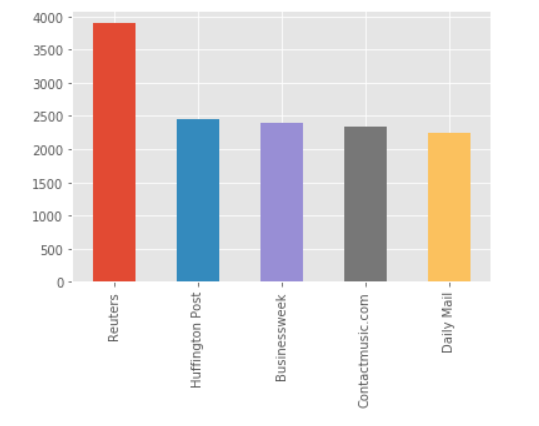 4000
3500
3000
2500
2000
1500
1000
500
0
Reuters
Huffington Post
Businessweek
Contactmusic.com
Daily Mail